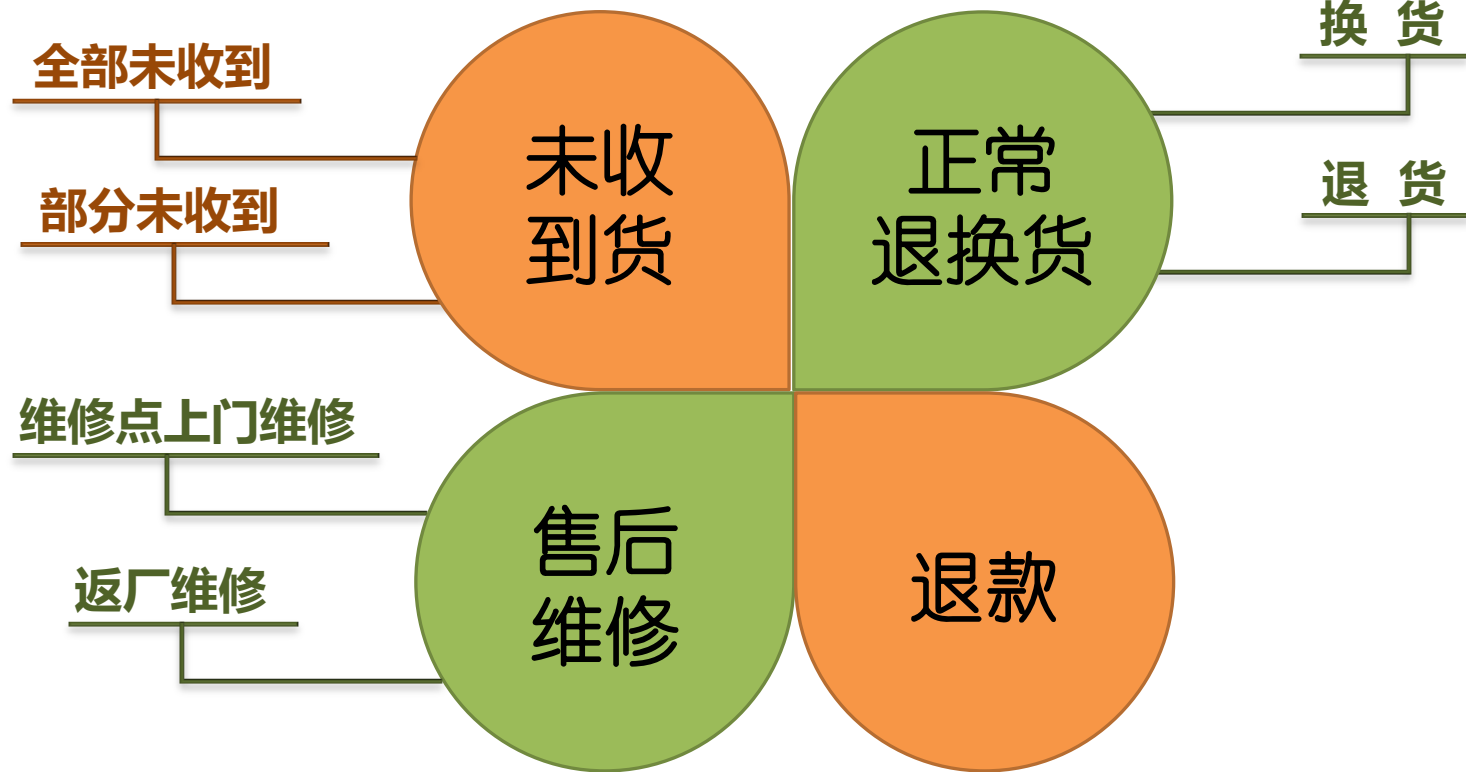 全部未收到
部分未收到
未收
到货
正常
退换货
换 货
退 货
维修点上门维修
返厂维修
售后
维修
退款